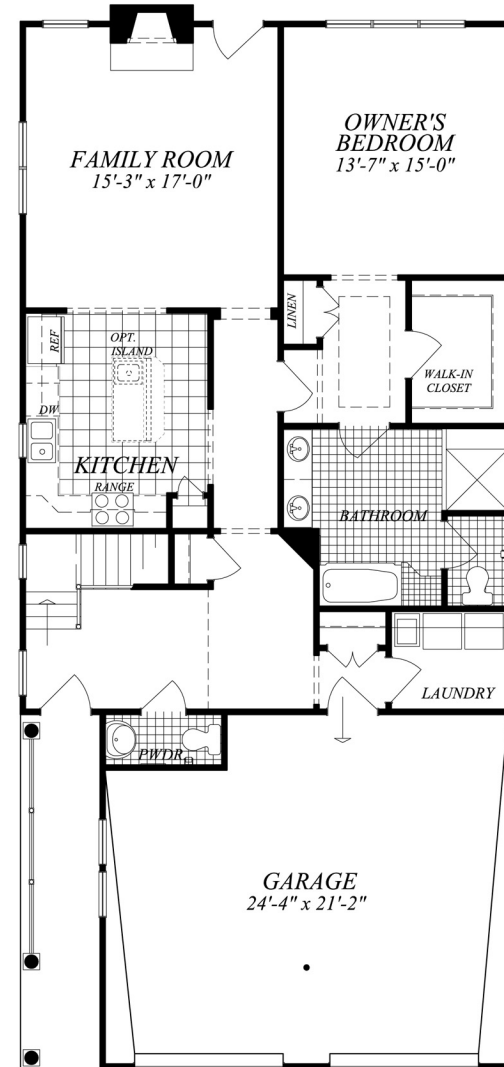 FAMILY ROOM
15'-3" x 17'-0"
OWNER'S
BEDROOM
13'-7" x 15'-0"
LINEN
WALK-IN
CLOSET
REF
OPT.
ISLAND
DW
KITCHEN
RANGE
BATHROOM
LAUNDRY
PWDR
GARAGE
24'-4" x 21'-2"